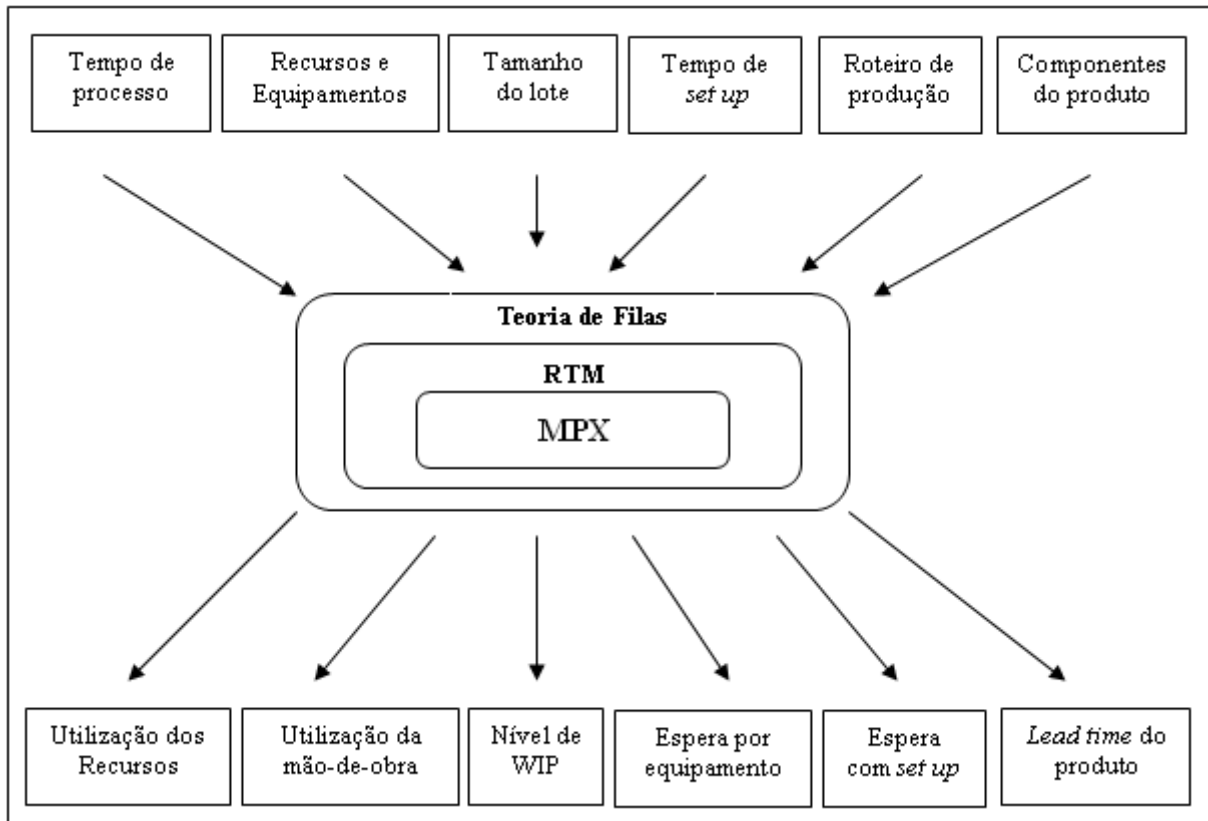 Tempo de
processo
Recursos e
Equipamentos
Tamanho
do lote
Tempo de
set up
Roteiro de
produção
Componentes
do produto
Teoria de Filas
RTM
MPX
Utilização dos
Recursos
Utilização da
mão-de-obra
Nível de
WIP
Espera por
equipamento
Espera
com set up
Lead time do
produto